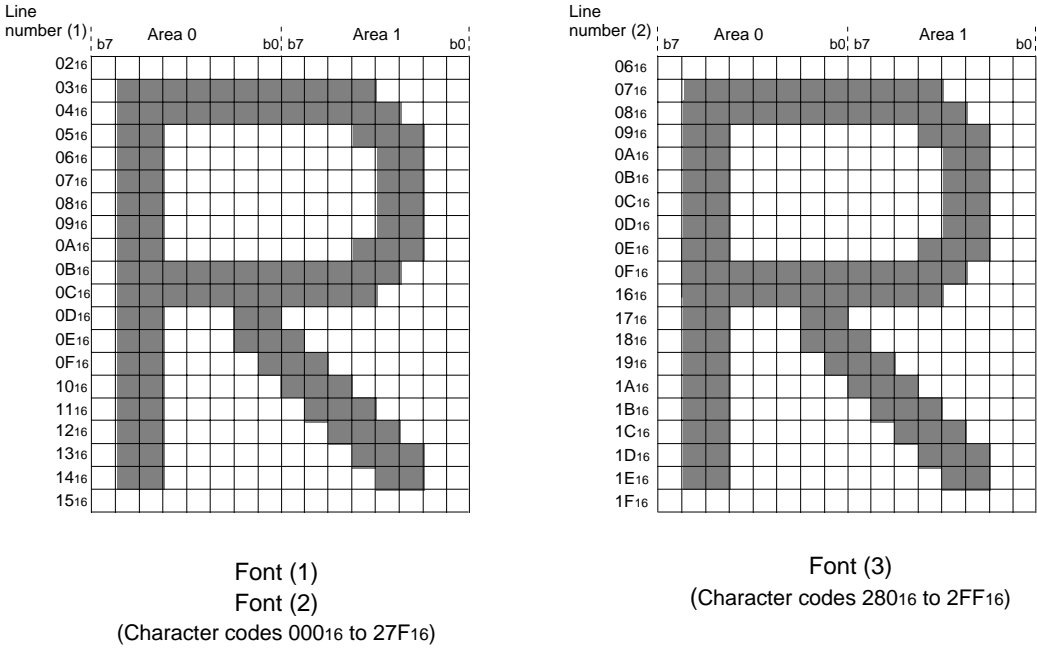 Line
number (1)
b7 Area 0 b0 b7 Area 1 b0
02₁₆
03₁₆
04₁₆
05₁₆
06₁₆
07₁₆
08₁₆
09₁₆
0A₁₆
0B₁₆
0C₁₆
0D₁₆
0E₁₆
0F₁₆
10₁₆
11₁₆
12₁₆
13₁₆
14₁₆
15₁₆
Font (1)
Font (2)
(Character codes 000₁₆ to 27F₁₆)
Line
number (2)
b7 Area 0 b0 b7 Area 1 b0
06₁₆
07₁₆
08₁₆
09₁₆
0A₁₆
0B₁₆
0C₁₆
0D₁₆
0E₁₆
0F₁₆
16₁₆
17₁₆
18₁₆
19₁₆
1A₁₆
1B₁₆
1C₁₆
1D₁₆
1E₁₆
1F₁₆
Font (3)
(Character codes 280₁₆ to 2FF₁₆)